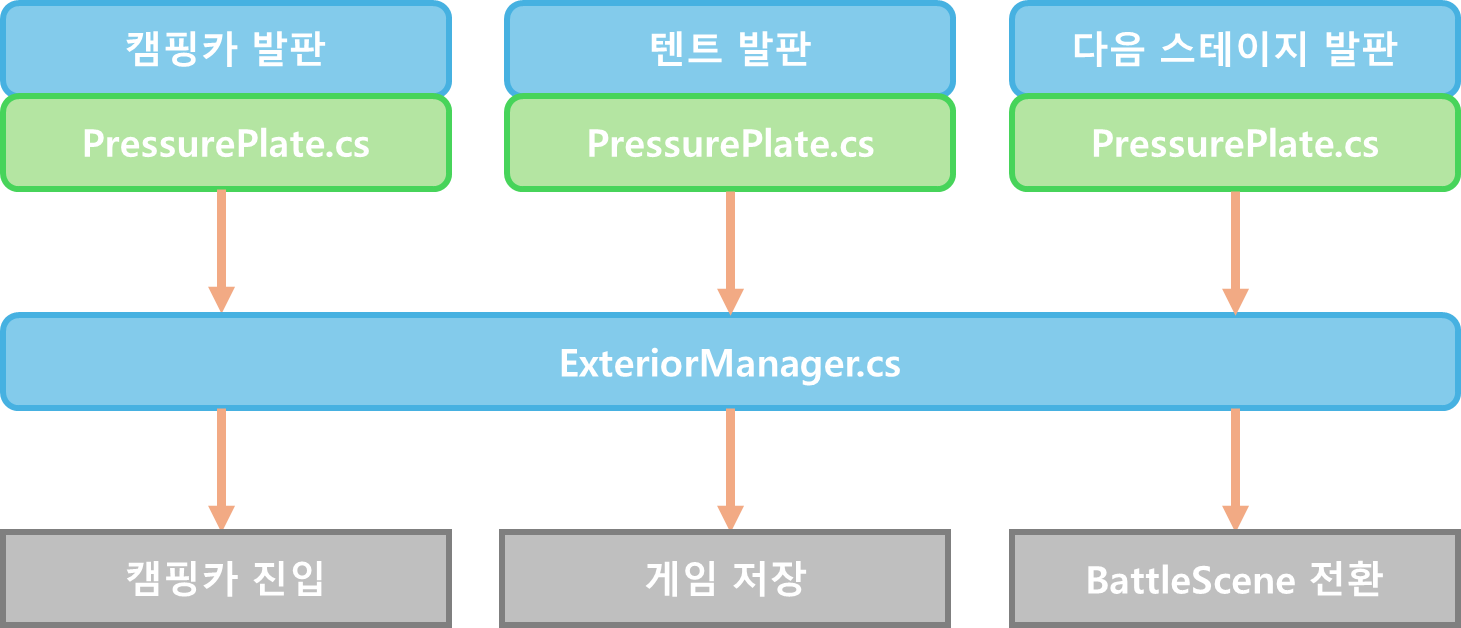 캠핑카 발판
텐트 발판
다음 스테이지 발판
PressurePlate.cs
PressurePlate.cs
PressurePlate.cs
ExteriorManager.cs
캠핑카 진입
게임 저장
BattleScene 전환